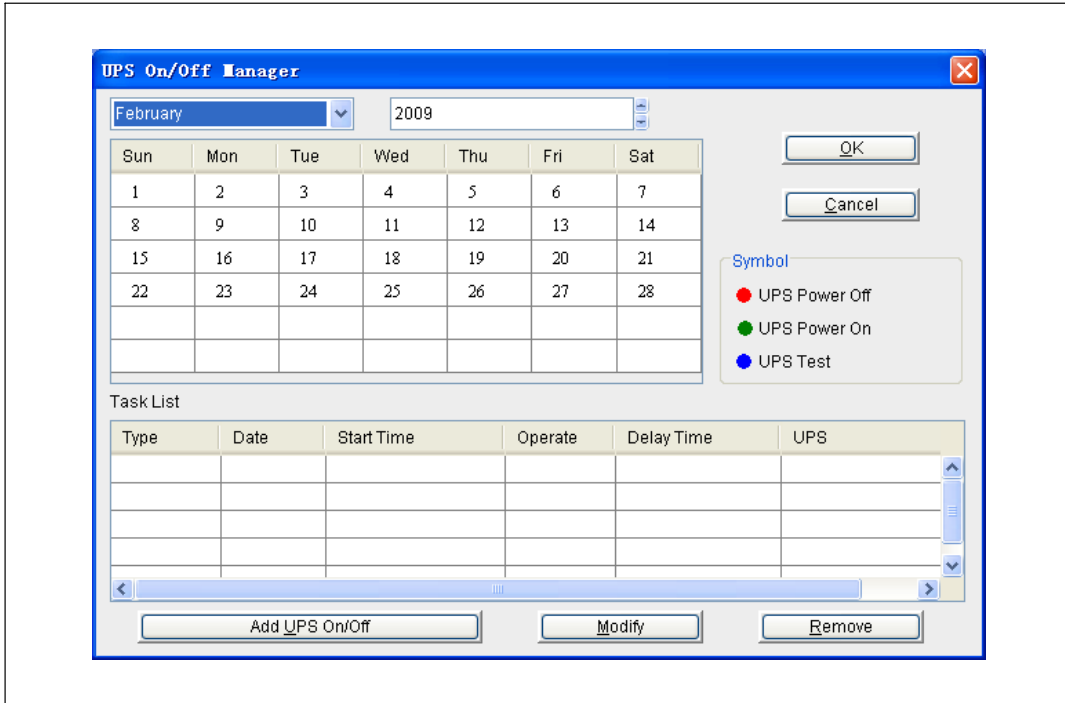 UPS On/Off Manager
February 2009
OK
Sun Mon Tue Wed Thu Fri Sat
1 2 3 4 5 6 7
Cancel
8 9 10 11 12 13 14
15 16 17 18 19 20 21
Symbol
22 23 24 25 26 27 28
UPS Power Off
UPS Power On
UPS Test
Task List
Type Date Start Time Operate Delay Time UPS
Add UPS On/Off Modify Remove